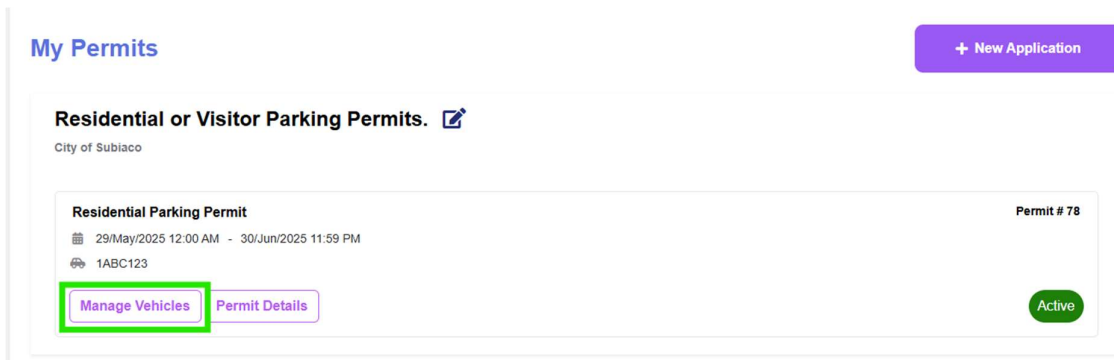 My Permits
+ New Application
Residential or Visitor Parking Permits.
City of Subiaco
Residential Parking Permit
Permit # 78
29/May/2025 12:00 AM - 30/Jun/2025 11:59 PM
1ABC123
Manage Vehicles
Permit Details
Active